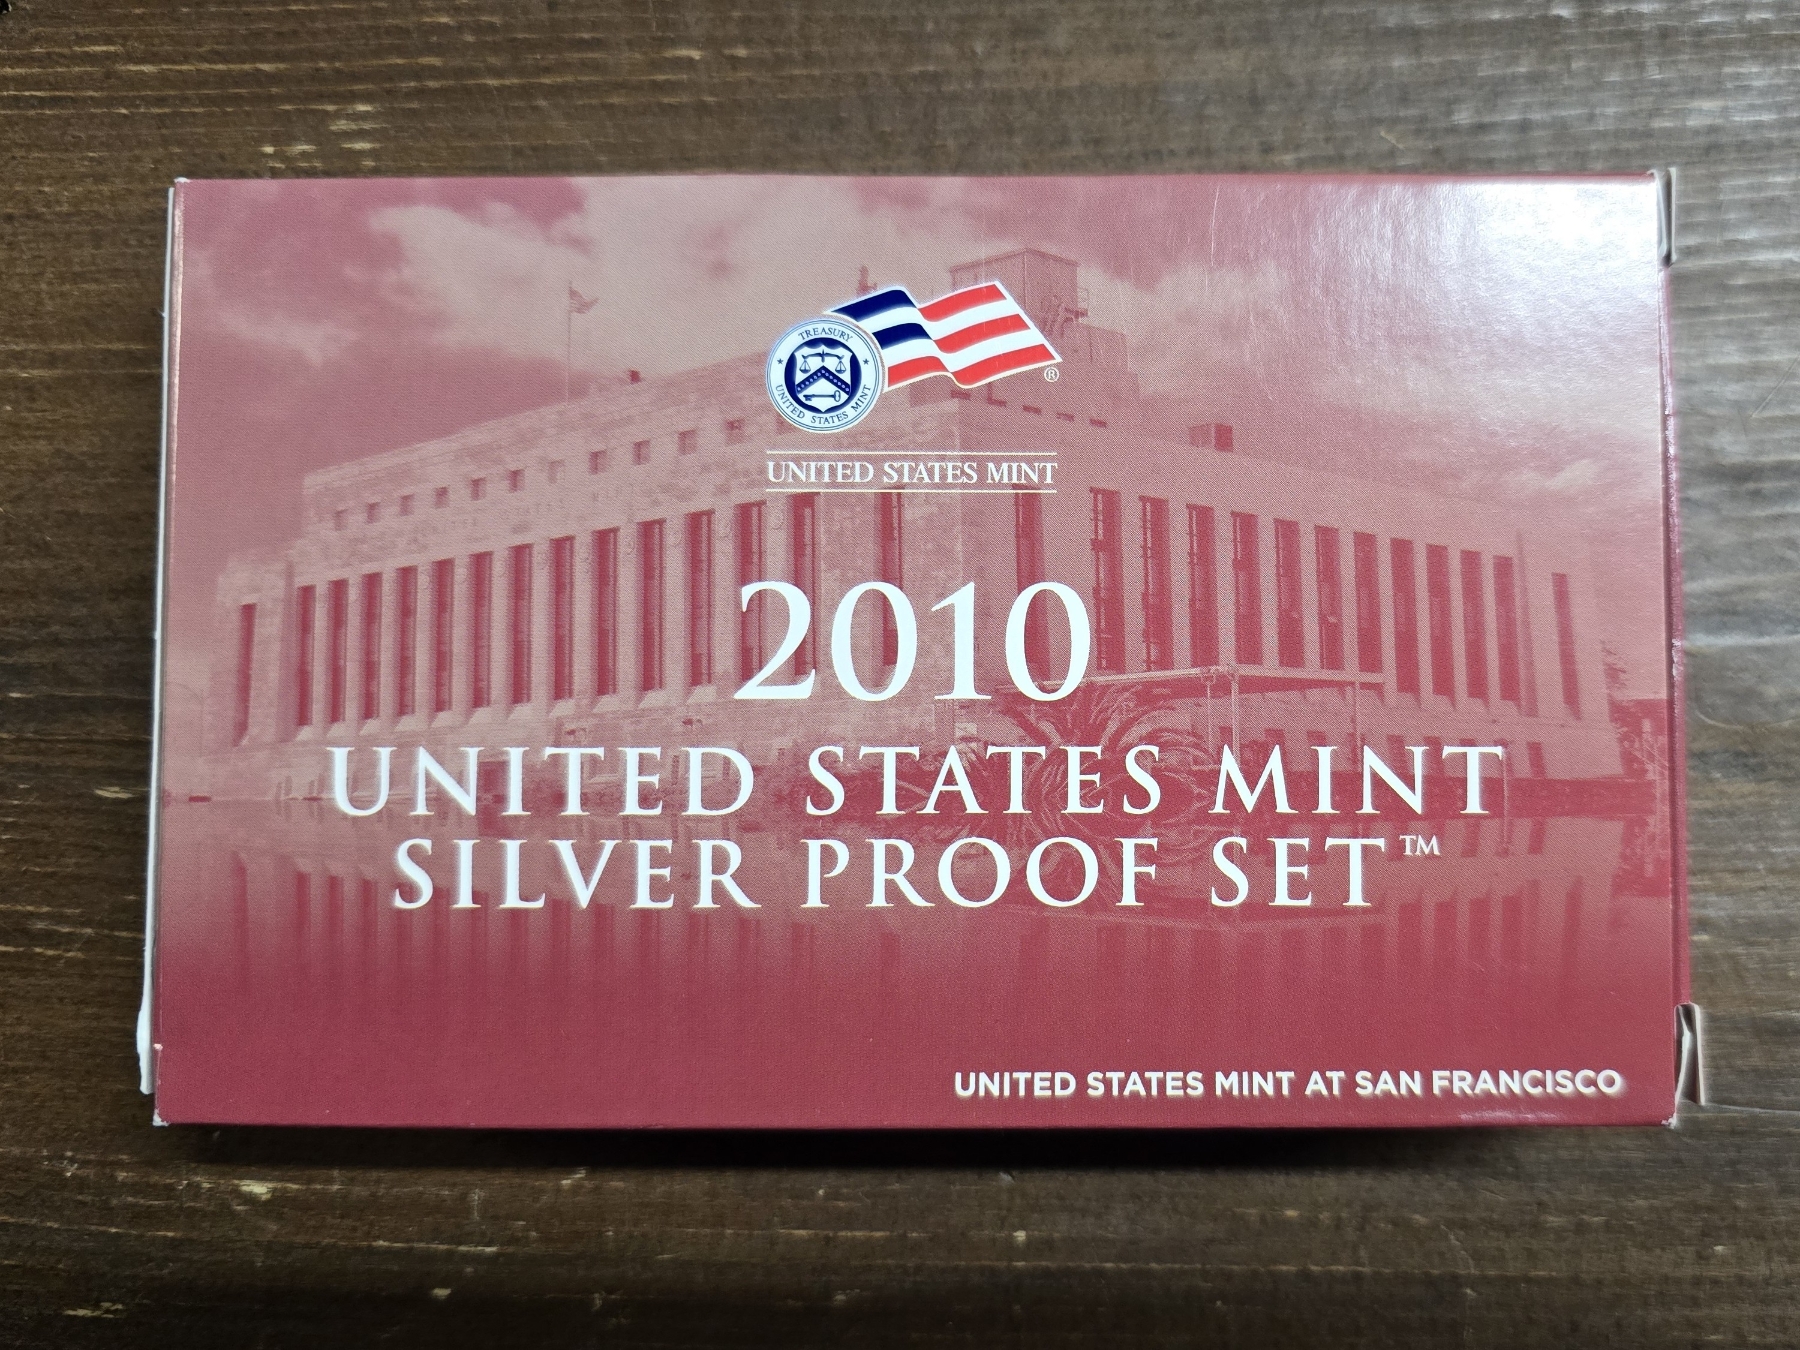 TREASURY
UNITED STATES MINT
®
UNITED STATES MINT
2010
UNITED STATES MINT
SILVER PROOF SET™
UNITED STATES MINT AT SAN FRANCISCO